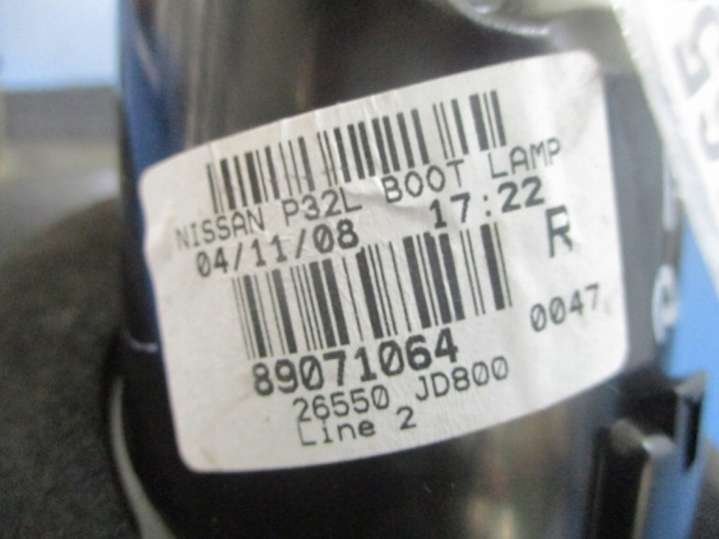 NISSAN P32L BOOT LAMP
04/11/08 17:22
R
0047
89071064
26550 JD800
Line 2